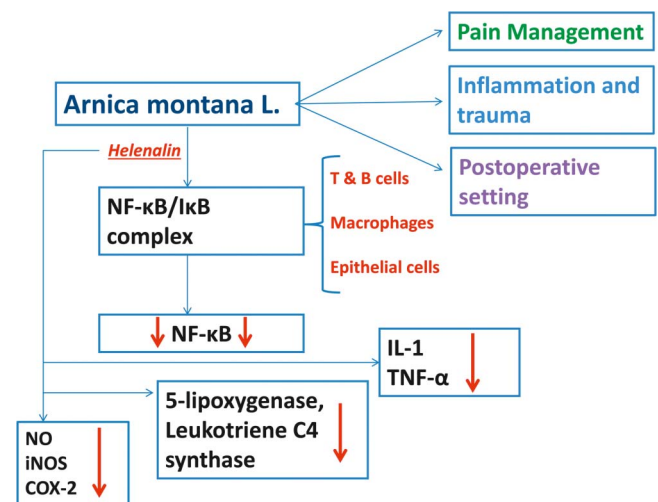 Pain Management
Arnica montana L.
Inflammation and
trauma
Helenalin
Postoperative
setting
NF-κB/IκB
complex
T & B cells
Macrophages
Epithelial cells
NF-κB
IL-1
TNF-α
5-lipoxygenase,
Leukotriene C4
synthase
NO
iNOS
COX-2